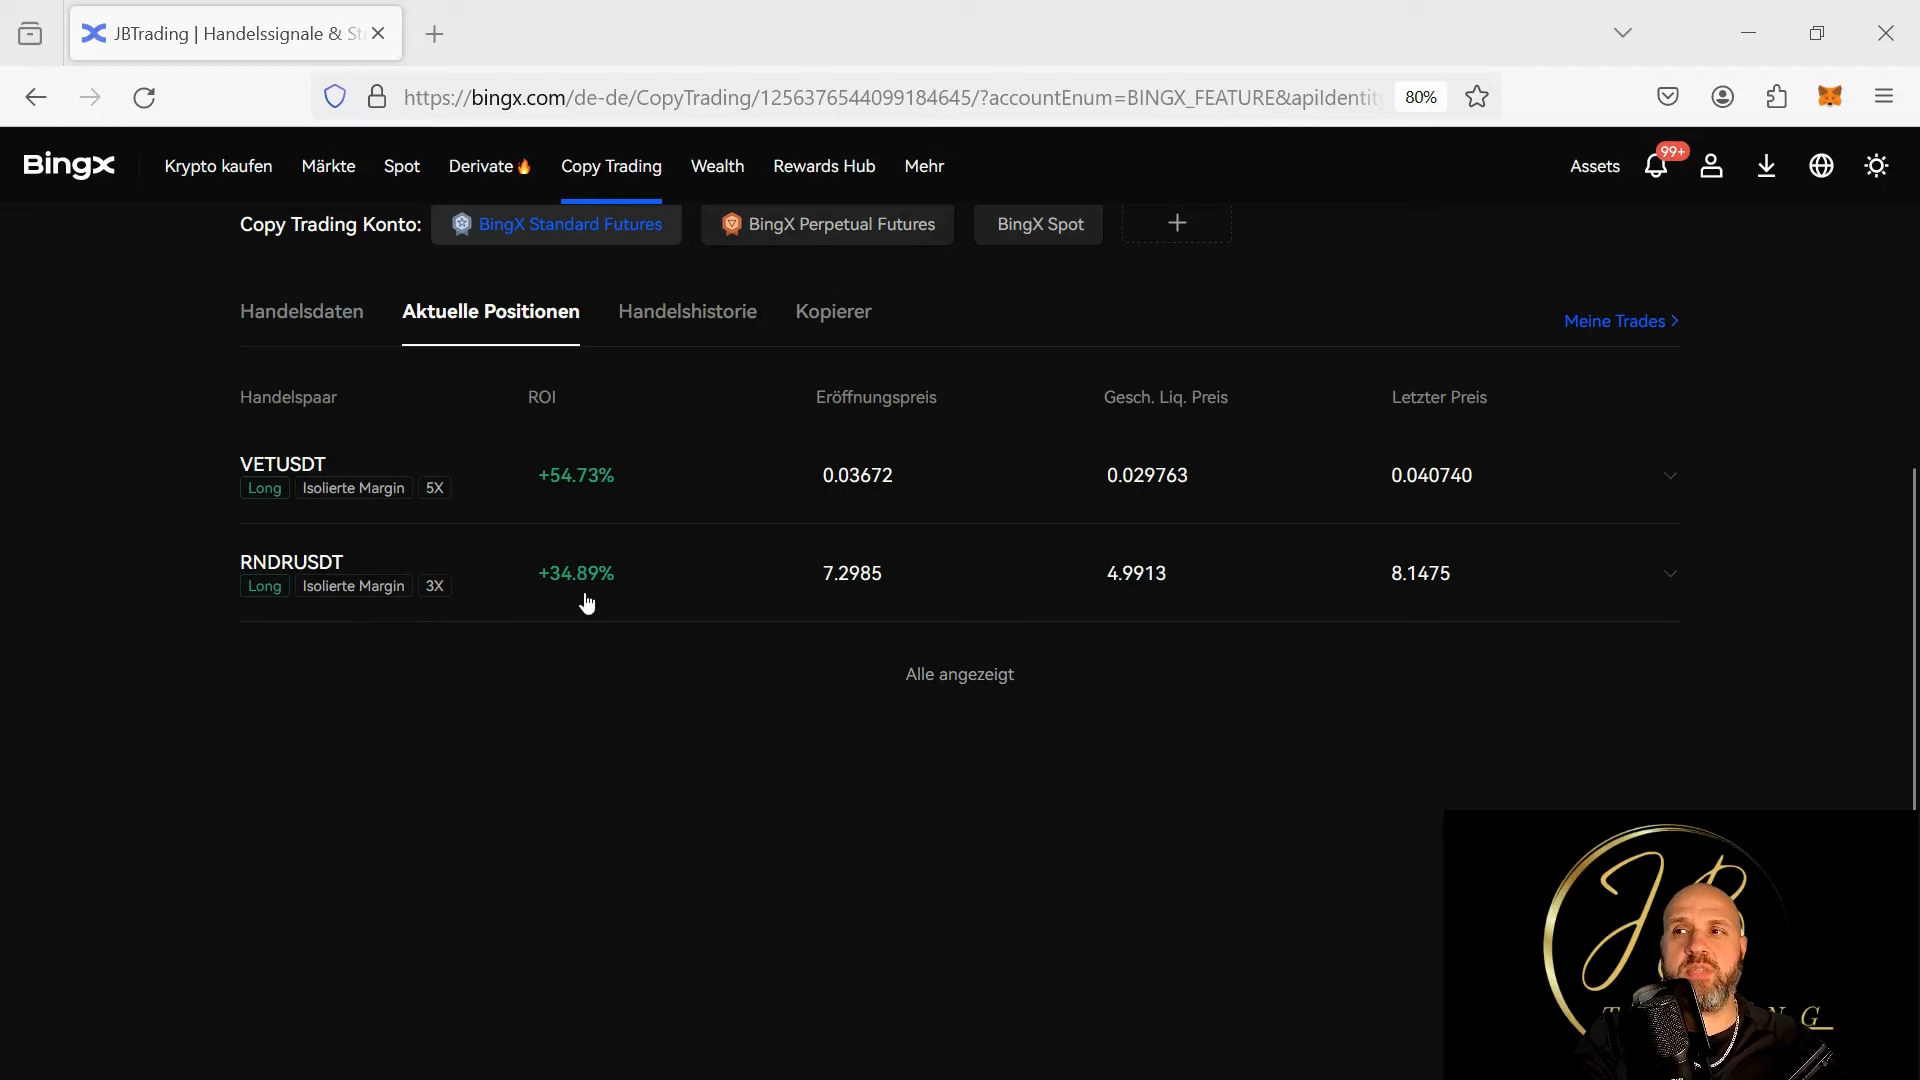 JBTrading | Handelssignale & St
https://bingx.com/de-de/CopyTrading/1256376544099184645/?accountEnum=BINGX_FEATURE&apiIdentity
80%
BingX
Krypto kaufen
Märkte
Spot
Derivate
Copy Trading
Wealth
Rewards Hub
Mehr
Assets
99+
Copy Trading Konto:
BingX Standard Futures
BingX Perpetual Futures
BingX Spot
+
Handelsdaten
Aktuelle Positionen
Handelshistorie
Kopierer
Meine Trades >
Handelspaar
ROI
Eröffnungspreis
Gesch. Liq. Preis
Letzter Preis
VETUSDT
Long
Isolierte Margin
5X
+54.73%
0.03672
0.029763
0.040740
RNDRUSDT
Long
Isolierte Margin
3X
+34.89%
7.2985
4.9913
8.1475
Alle angezeigt
JB